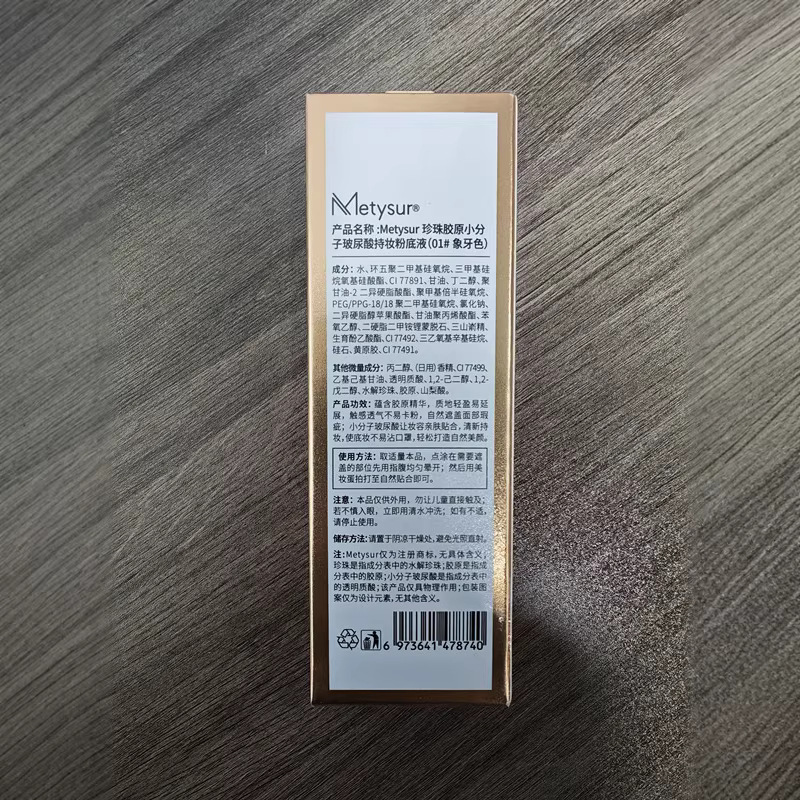 Metysur®
产品名称 :Metysur 珍珠胶原小分
子玻尿酸持妆粉底液(01# 象牙色)
成分: 水、环五聚二甲基硅氧烷、三甲基硅
烷氧基硅酸酯、CI 77891、甘油、丁二醇、聚
甘油-2 二异硬脂酸酯、聚甲基倍半硅氧烷、
PEG/PPG-18/18 聚二甲基硅氧烷、氯化钠、
二异硬脂醇苹果酸酯、甘油聚丙烯酸酯、苯
氧乙醇、二硬脂二甲铵锂蒙脱石、三山嵛精、
生育酚乙酸酯、CI 77492、三乙氧基辛基硅烷、
硅石、黄原胶、CI 77491。
其他微量成分: 丙二醇、(日用)香精、CI 77499、
乙基己基甘油、透明质酸、1,2-己二醇、1,2-
戊二醇、水解珍珠、胶原、山梨酸。
产品功效: 蕴含胶原精华，质地轻盈易延
展，触感透气不易卡粉，自然遮盖面部瑕
疵; 小分子玻尿酸让妆容亲肤贴合，清新持
妆，使底妆不易沾口罩，轻松打造自然美颜。
使用方法: 取适量本品，点涂在需要遮
盖的部位先用指腹均匀晕开; 然后用美
妆蛋拍打至自然贴合即可。
注意: 本品仅供外用，勿让儿童直接触及;
若不慎入眼，立即用清水冲洗; 如有不适，
请停止使用。
储存方法: 请置于阴凉干燥处，避免光照直射。
注: Metysur仅为注册商标，无具体含义;
珍珠是指成分表中的水解珍珠;胶原是指成
分表中的胶原;小分子玻尿酸是指成分表中
的透明质酸; 该产品仅具物理作用; 包装图
案仅为设计元素，无其他含义。
6 973641 478740